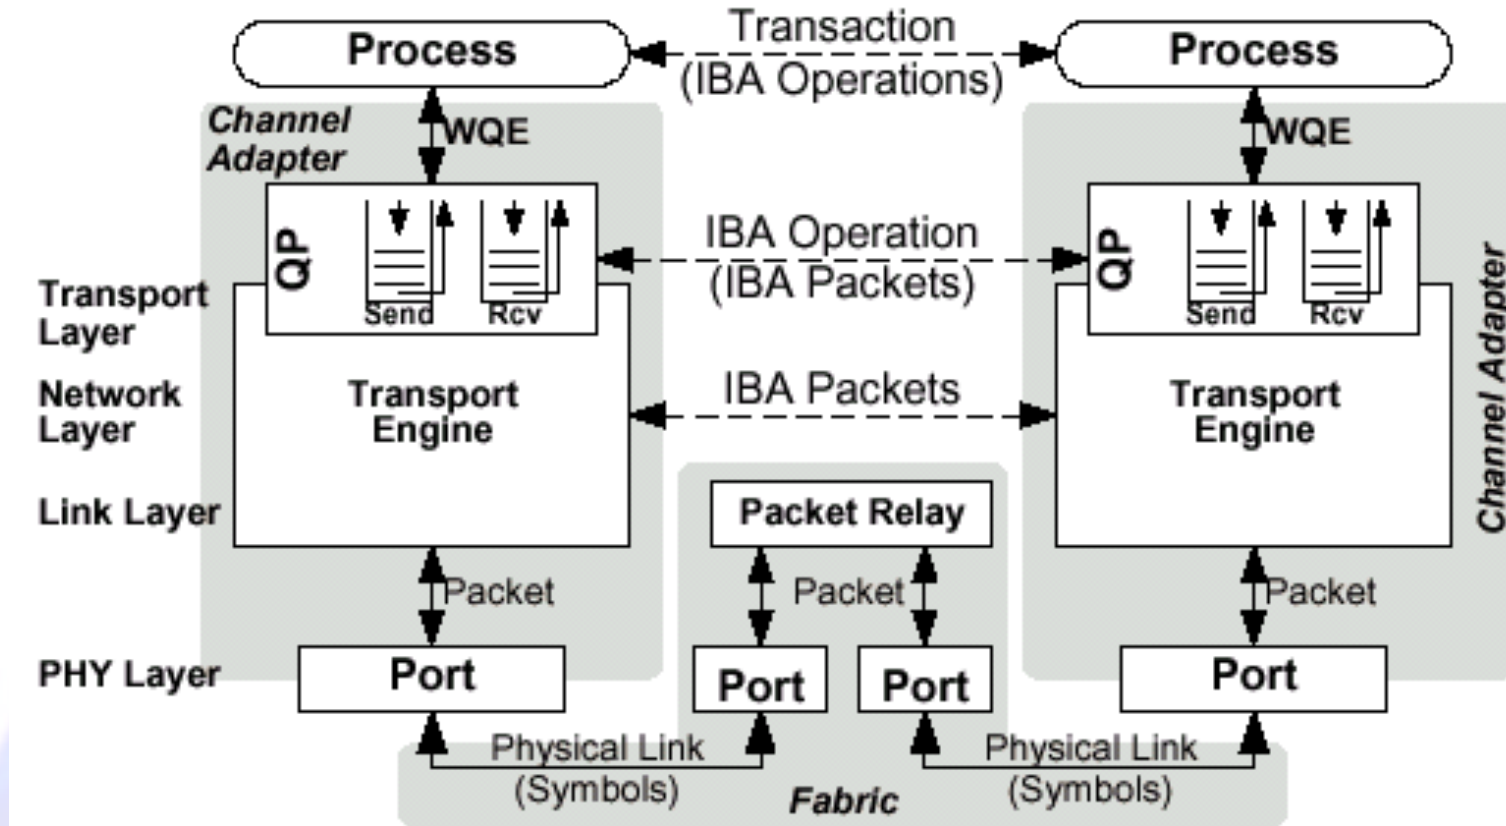 Process
Transaction
(IBA Operations)
Process
Channel
Adapter
WQE
WQE
QP
Send
Rcv
IBA Operation
(IBA Packets)
QP
Send
Rcv
Transport
Layer
Network
Layer
Transport
Engine
IBA Packets
Transport
Engine
Channel Adapter
Link Layer
Packet Relay
Packet
Packet
Packet
PHY Layer
Port
Port
Port
Port
Physical Link
(Symbols)
Physical Link
(Symbols)
Fabric